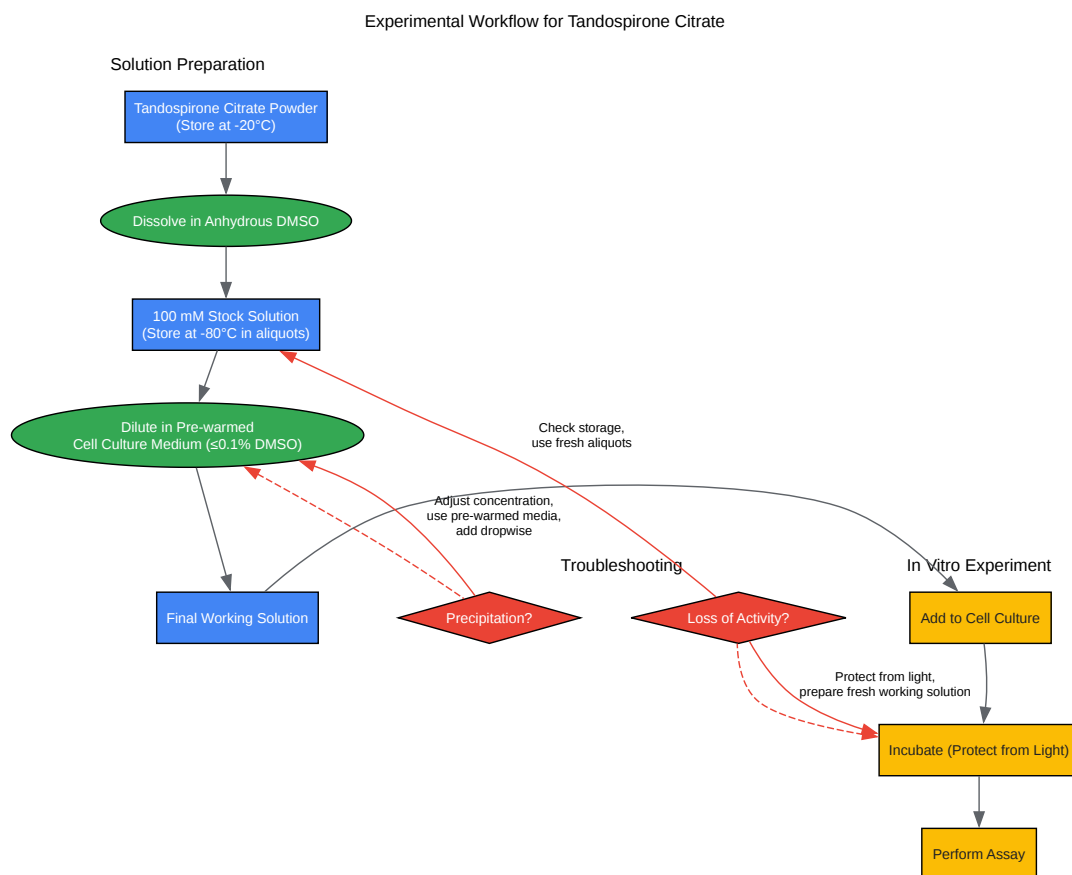 Experimental Workflow for Tandospirone Citrate
Solution Preparation
Tandospirone Citrate Powder
(Store at -20°C)
Dissolve in Anhydrous DMSO
100 mM Stock Solution
(Store at -80°C in aliquots)
Dilute in Pre-warmed
Cell Culture Medium (≤0.1% DMSO)
Check storage,
use fresh aliquots
Adjust concentration,
use pre-warmed media,
add dropwise
Troubleshooting
In Vitro Experiment
Final Working Solution
Precipitation?
Loss of Activity?
Add to Cell Culture
Protect from light,
prepare fresh working solution
Incubate (Protect from Light)
Perform Assay